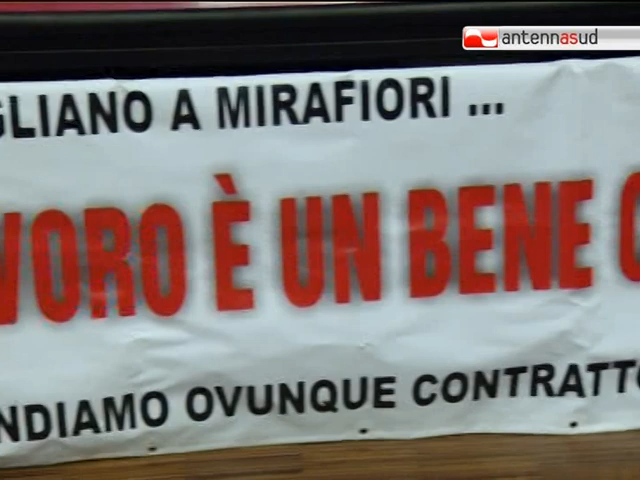 antennasud
GLIANO A MIRAFIORI ...
VORO È UN BENE C
NDIAMO OVUNQUE CONTRATTO